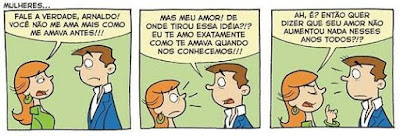 MULHERES...
FALE A VERDADE, ARNALDO!
VOCÊ NÃO ME AMA MAIS COMO
ME AMAVA ANTES!!!
MAS MEU AMOR! DE
ONDE TIROU ESSA IDÉIA?!?
EU TE AMO EXATAMENTE
COMO TE AMAVA QUANDO
NOS CONHECEMOS!!!
AH, É? ENTÃO QUER
DIZER QUE SEU AMOR NÃO
AUMENTOU NADA NESSES
ANOS TODOS?!?